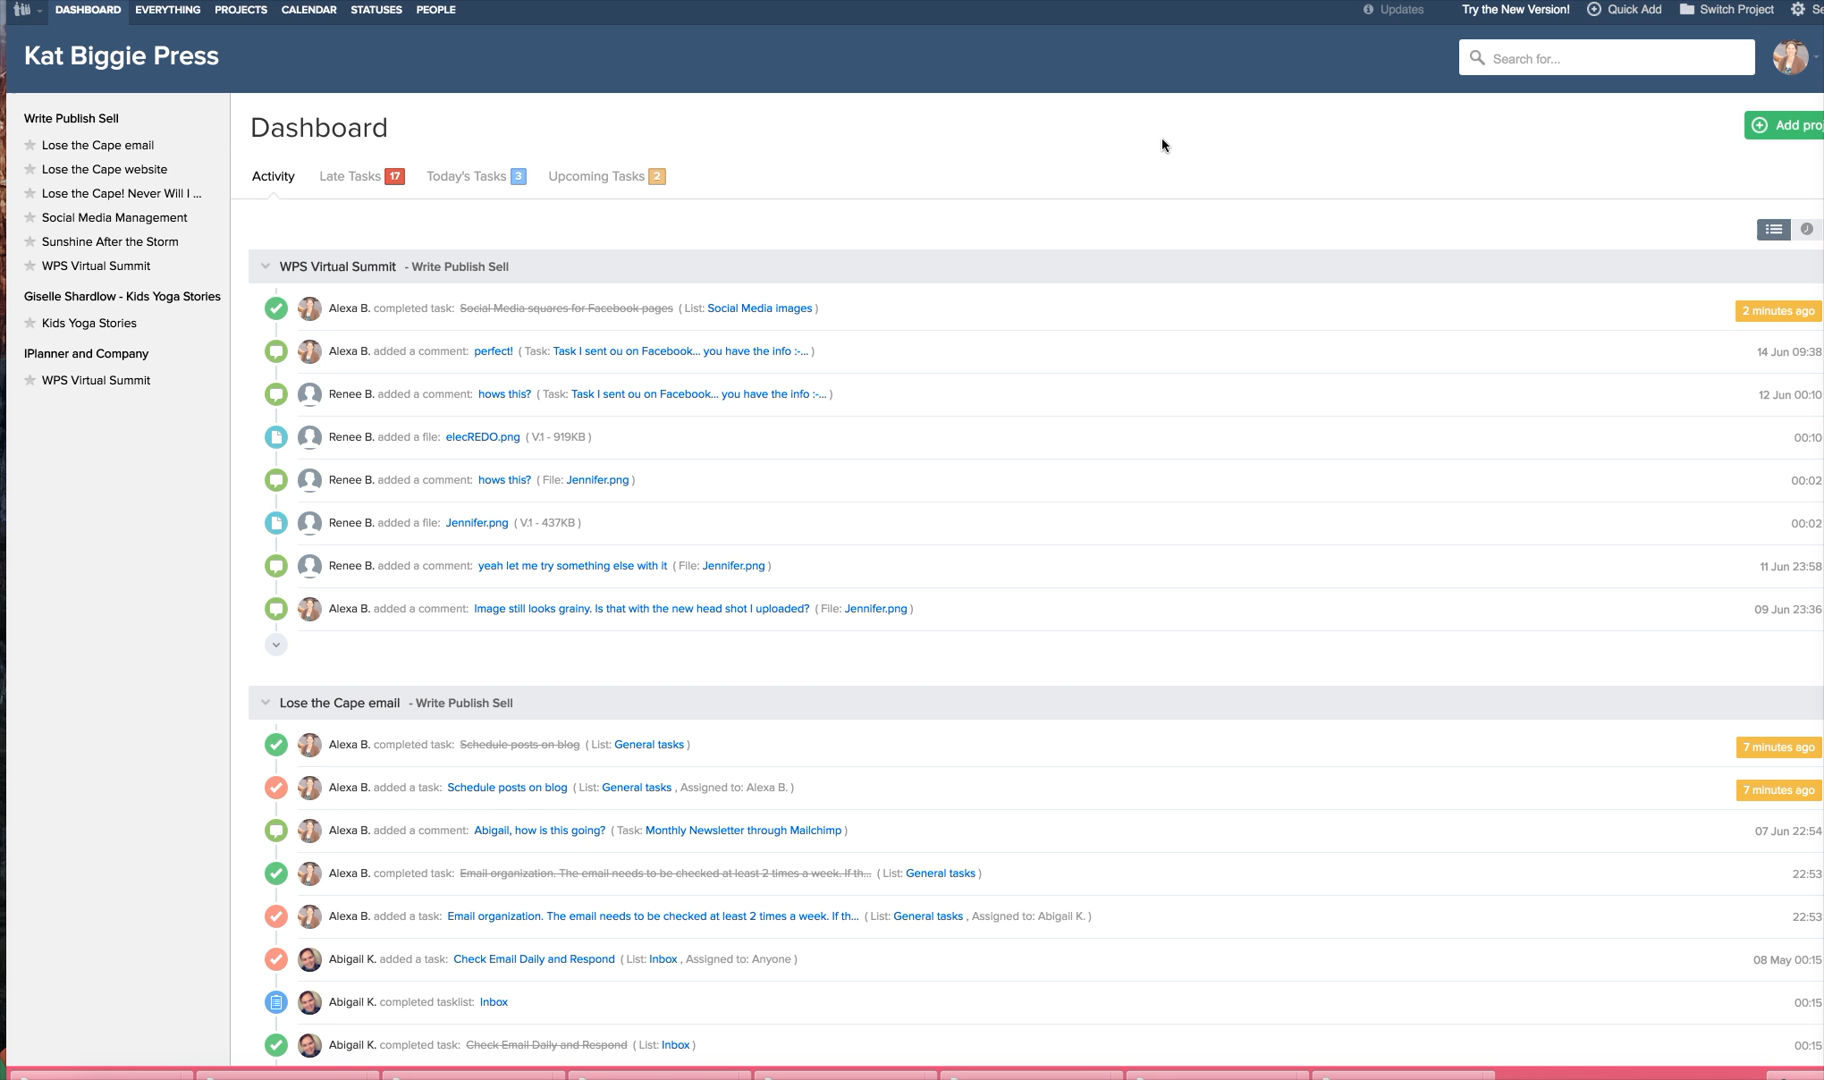 DASHBOARD EVERYTHING PROJECTS CALENDAR STATUSES PEOPLE Updates Try the New Version! Quick Add Switch Project
Kat Biggie Press
Search for...
Write Publish Sell
Lose the Cape email
Lose the Cape website
Lose the Cape! Never Will I ...
Social Media Management
Sunshine After the Storm
WPS Virtual Summit
Giselle Shardlow - Kids Yoga Stories
Kids Yoga Stories
IPlanner and Company
WPS Virtual Summit
Dashboard
Add proj
Activity Late Tasks 17 Today's Tasks 3 Upcoming Tasks 2
WPS Virtual Summit - Write Publish Sell
Alexa B. completed task: Social Media squares for Facebook pages ( List: Social Media images ) 2 minutes ago
Alexa B. added a comment: perfect! ( Task: Task I sent ou on Facebook... you have the info :-... ) 14 Jun 09:38
Renee B. added a comment: hows this? ( Task: Task I sent ou on Facebook... you have the info :-... ) 12 Jun 00:10
Renee B. added a file: elecREDO.png ( V.1 - 919KB ) 00:10
Renee B. added a comment: hows this? ( File: Jennifer.png ) 00:02
Renee B. added a file: Jennifer.png ( V.1 - 437KB ) 00:02
Renee B. added a comment: yeah let me try something else with it ( File: Jennifer.png ) 11 Jun 23:58
Alexa B. added a comment: Image still looks grainy. Is that with the new head shot I uploaded? ( File: Jennifer.png ) 09 Jun 23:36
Lose the Cape email - Write Publish Sell
Alexa B. completed task: Schedule posts on blog ( List: General tasks ) 7 minutes ago
Alexa B. added a task: Schedule posts on blog ( List: General tasks , Assigned to: Alexa B. ) 7 minutes ago
Alexa B. added a comment: Abigail, how is this going? ( Task: Monthly Newsletter through Mailchimp ) 07 Jun 22:54
Alexa B. completed task: Email organization. The email needs to be checked at least 2 times a week. If th... ( List: General tasks ) 22:53
Alexa B. added a task: Email organization. The email needs to be checked at least 2 times a week. If th... ( List: General tasks , Assigned to: Abigail K. ) 22:53
Abigail K. added a task: Check Email Daily and Respond ( List: Inbox , Assigned to: Anyone ) 08 May 00:15
Abigail K. completed tasklist: Inbox 00:15
Abigail K. completed task: Check Email Daily and Respond ( List: Inbox ) 00:15